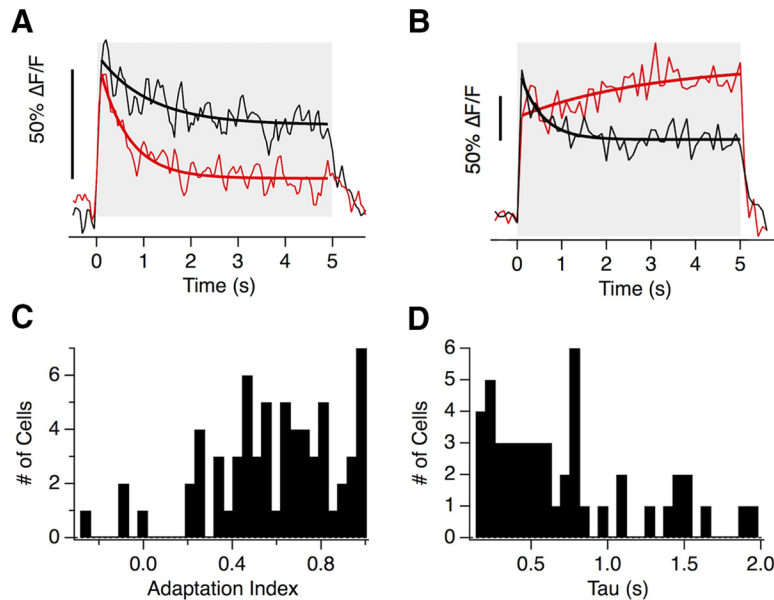 A
B
50% ΔF/F
50% ΔF/F
0 1 2 3 4 5
0 1 2 3 4 5
Time (s)
Time (s)
C
D
6
4
2
0
# of Cells
6
5
4
3
2
1
0
# of Cells
0.0 0.4 0.8
0.5 1.0 1.5 2.0
Adaptation Index
Tau (s)